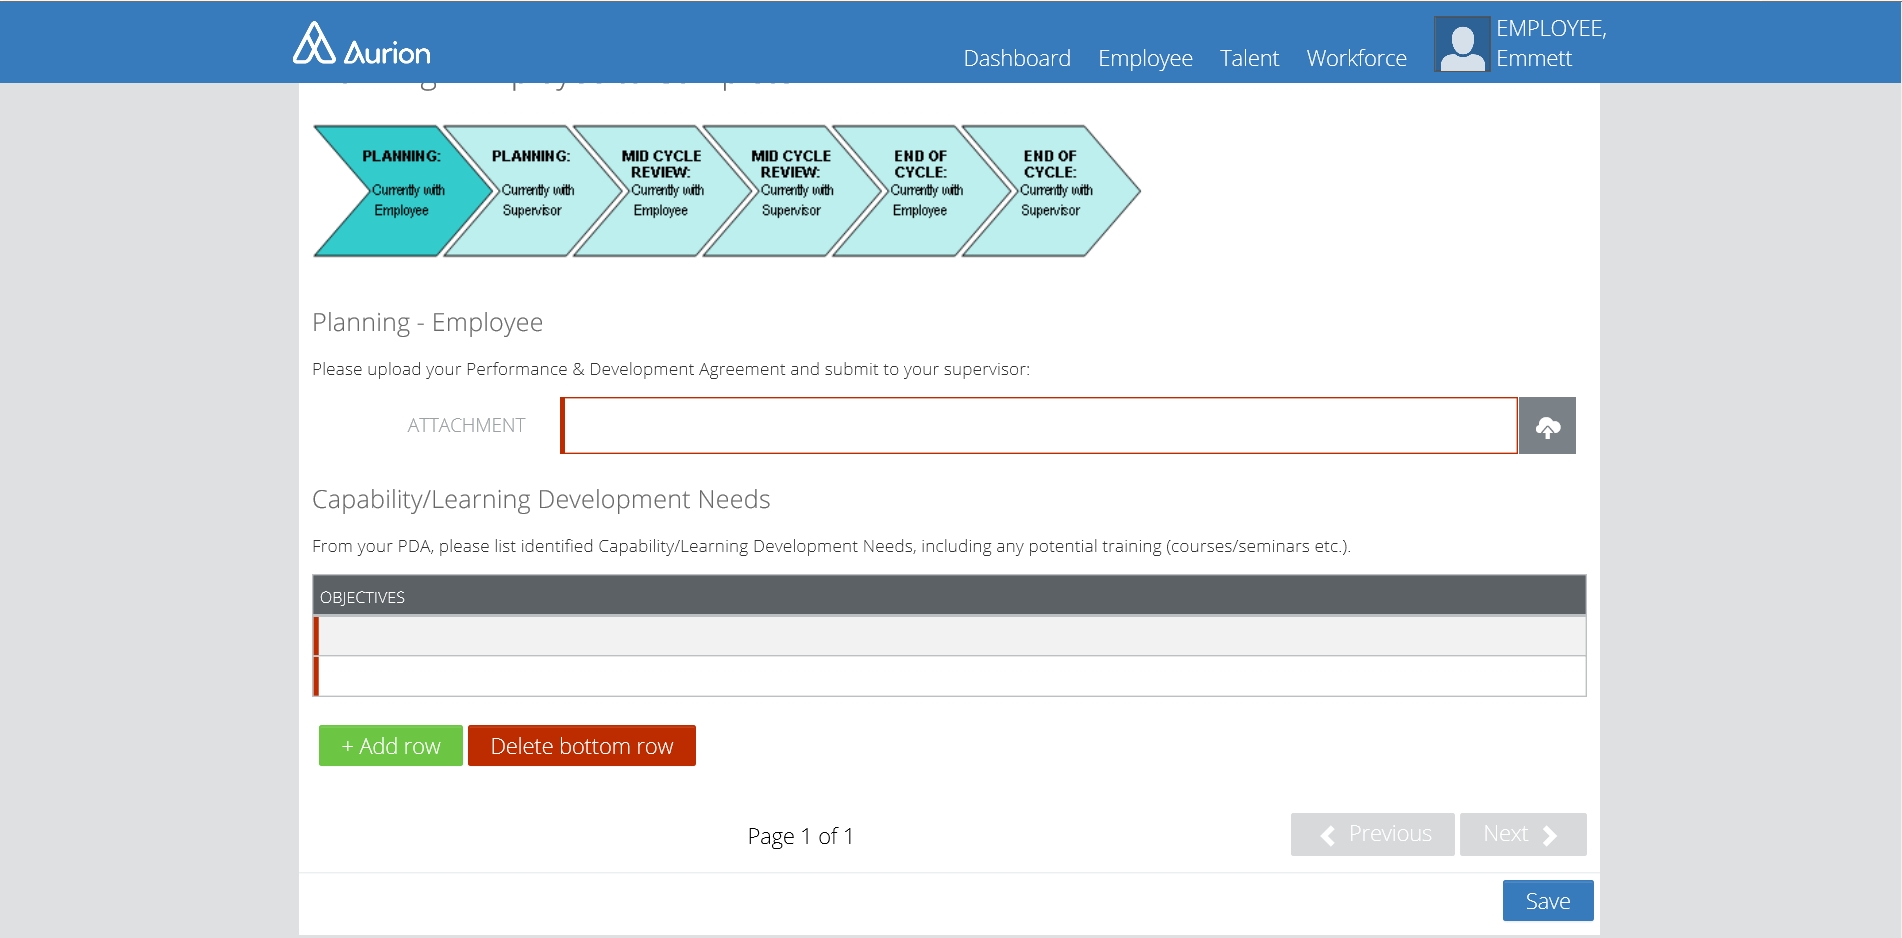 Aurion
Dashboard
Employee
Talent
Workforce
EMPLOYEE,
Emmett
PLANNING:
Currently with
Employee
PLANNING:
Currently with
Supervisor
MID CYCLE
REVIEW:
Currently with
Employee
MID CYCLE
REVIEW:
Currently with
Supervisor
END OF
CYCLE:
Currently with
Employee
END OF
CYCLE:
Currently with
Supervisor
Planning - Employee
Please upload your Performance & Development Agreement and submit to your supervisor:
ATTACHMENT
Capability/Learning Development Needs
From your PDA, please list identified Capability/Learning Development Needs, including any potential training (courses/seminars etc.).
OBJECTIVES
+ Add row
Delete bottom row
Page 1 of 1
Previous
Next
Save